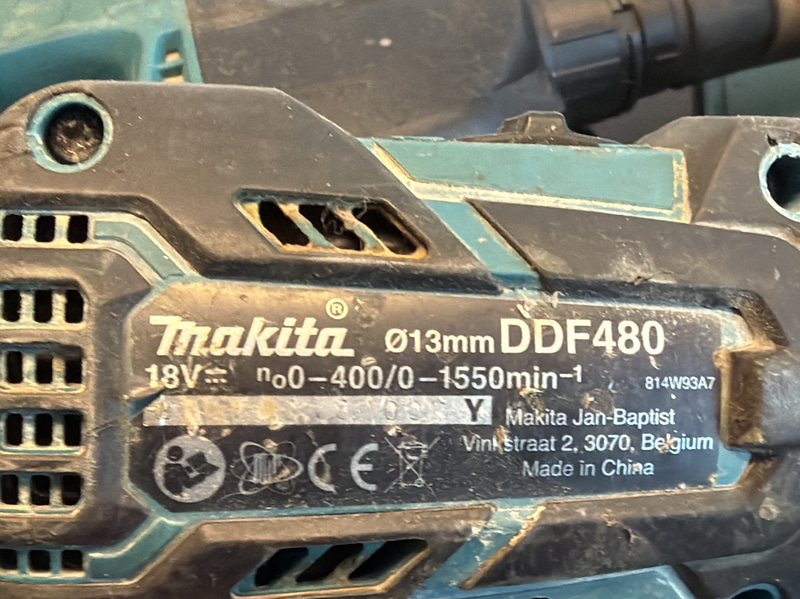 makita® Ø13mm DDF480
18V⎓ n₀0-400/0-1550min⁻¹ 814W93A7
Y Makita Jan-Baptist
Vinkstraat 2, 3070, Belgium
CE
Made in China